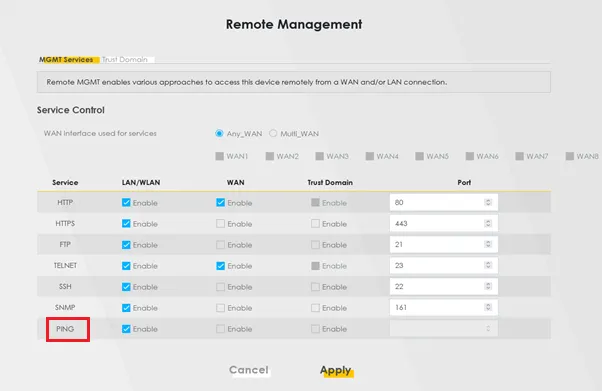 Remote Management
MGMT Services Trust Domain
Remote MGMT enables various approaches to access this device remotely from a WAN and/or LAN connection.
Service Control
WAN Interface used for services Any_WAN Multi_WAN
WAN1 WAN2 WAN3 WAN4 WAN5 WAN6 WAN7 WAN8
Service LAN/WLAN WAN Trust Domain Port
HTTP Enable Enable Enable 80
HTTPS Enable Enable Enable 443
FTP Enable Enable Enable 21
TELNET Enable Enable Enable 23
SSH Enable Enable Enable 22
SNMP Enable Enable Enable 161
PING Enable Enable Enable
Cancel Apply